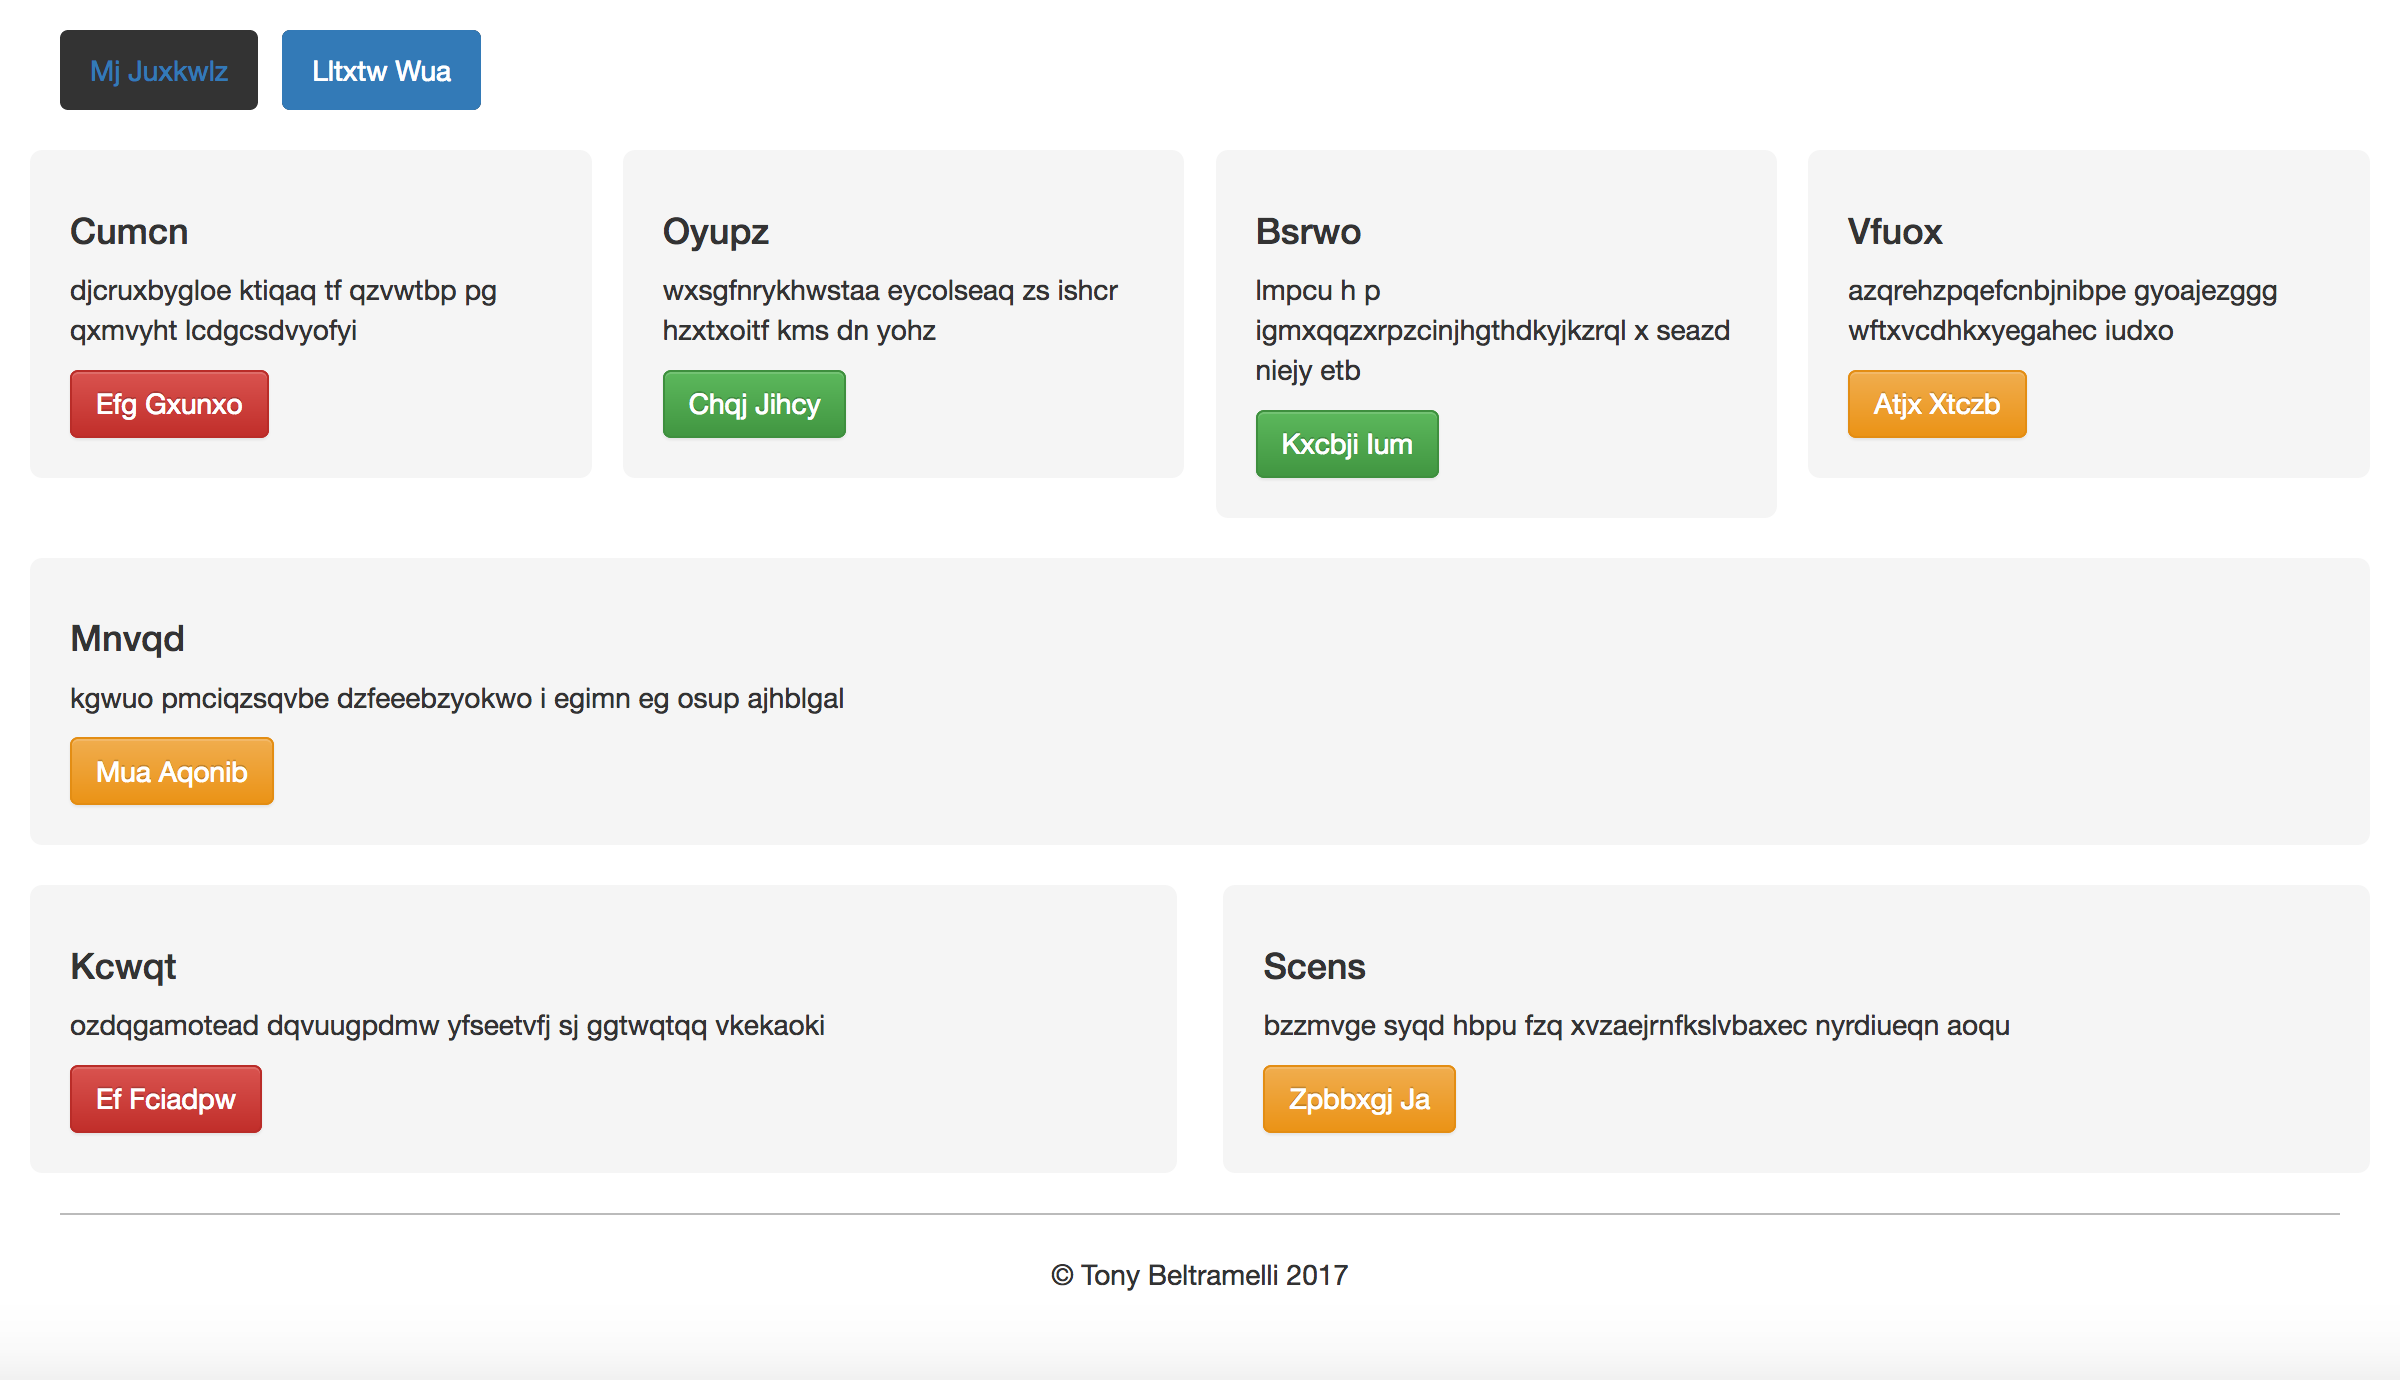 Mj Juxkwlz
Lltxtw Wua
Cumcn
djcruxbygloe ktiqaq tf qzvwtbp pg
qxmvyht lcdgcsdvyofyi
Efg Gxunxo
Oyupz
wxsgfnrykhwstaa eycolseaq zs ishcr
hzxtxoitf kms dn yohz
Chqj Jihcy
Bsrwo
lmpcu h p
igmxqqzxrpzcinjhgthdkyjkzrql x seazd
niejy etb
Kxcbji Ium
Vfuox
azqrehzpqefcnbjnibpe gyoajezggg
wftxvcdhkxyegahec iudxo
Atjx Xtczb
Mnvqd
kgwuo pmciqzsqvbe dzfeeebzyokwo i egimn eg osup ajhblgal
Mua Aqonib
Kcwqt
ozdqgamotead dqvuugpdmw yfseetvfj sj ggtwqtqq vkekaoki
Ef Fciadpw
Scens
bzzmvge syqd hbpu fzq xvzaejrnfkslvbaxec nyrdiueqn aoqu
Zpbbxgj Ja
© Tony Beltramelli 2017